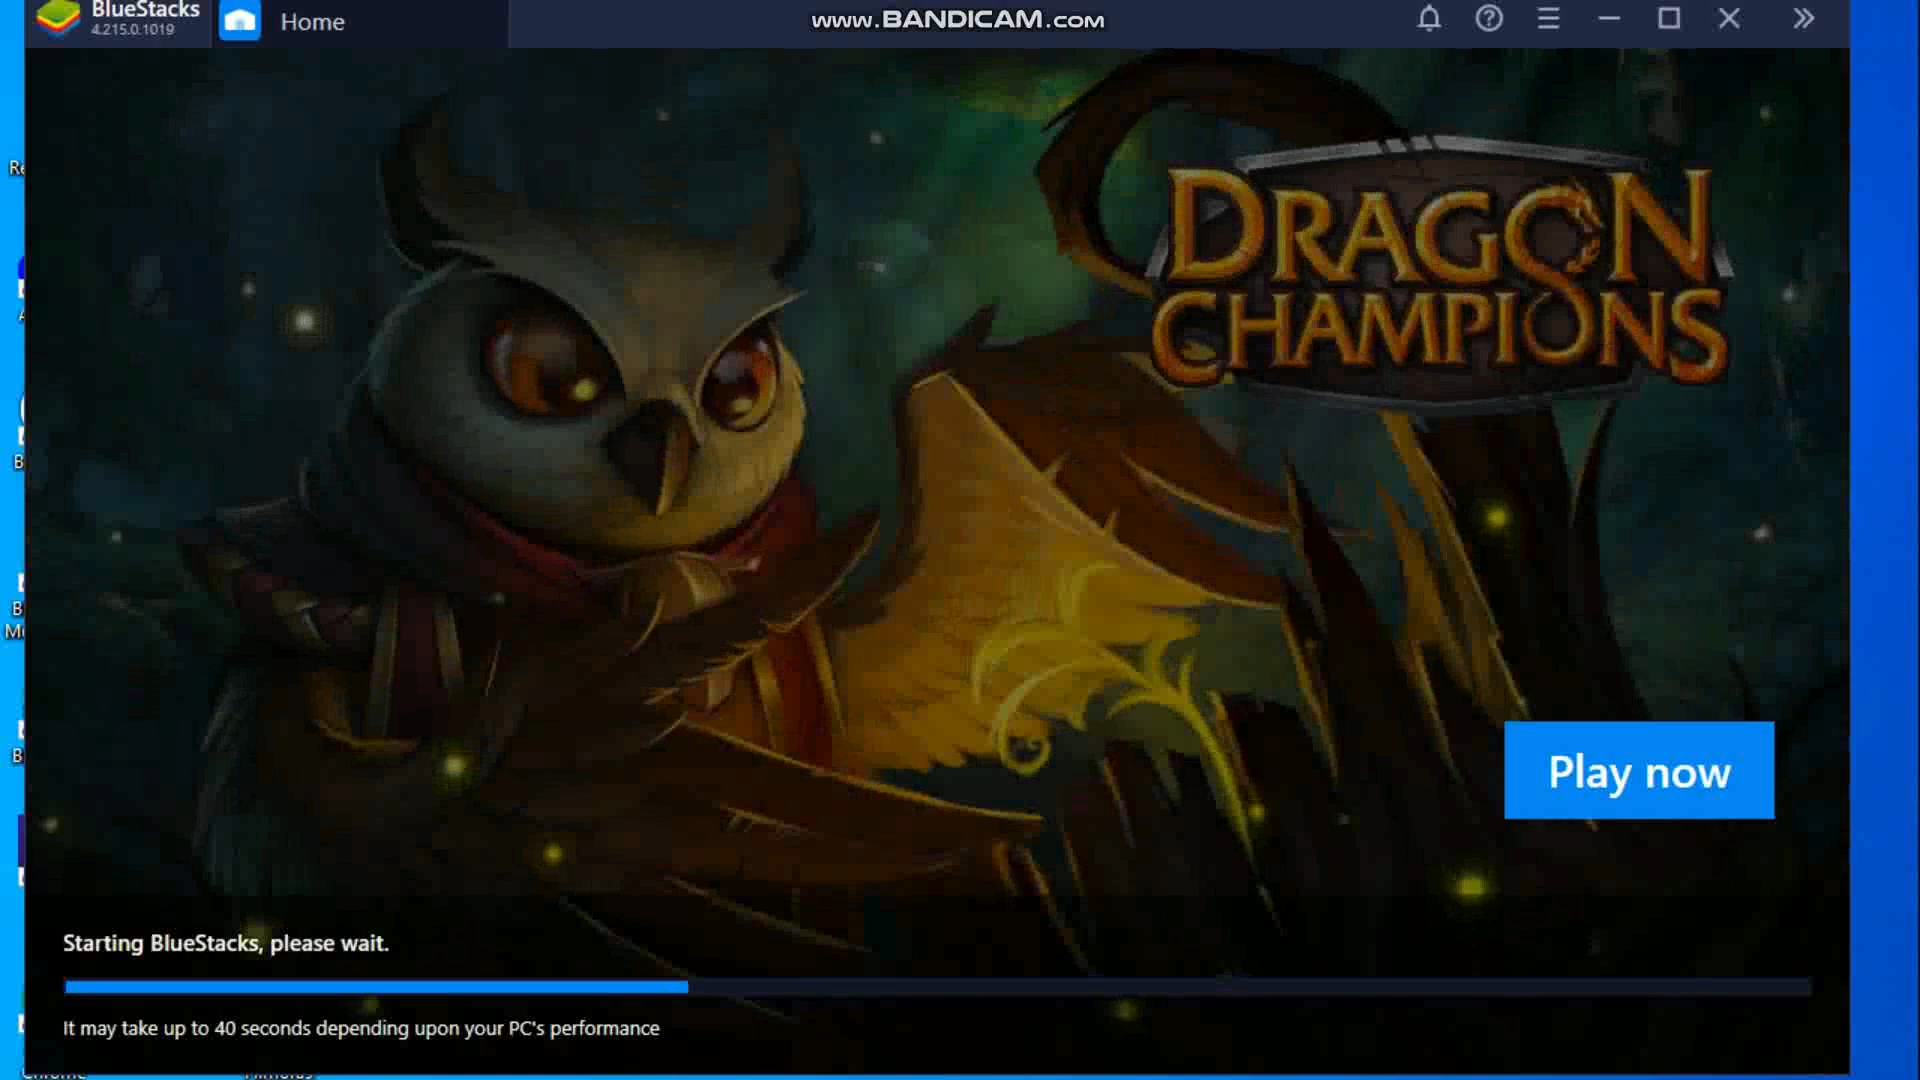 BlueStacks
4.215.0.1019
Home
www.BANDICAM.com
DRAGON
CHAMPIONS
Play now
Starting BlueStacks, please wait.
It may take up to 40 seconds depending upon your PC's performance